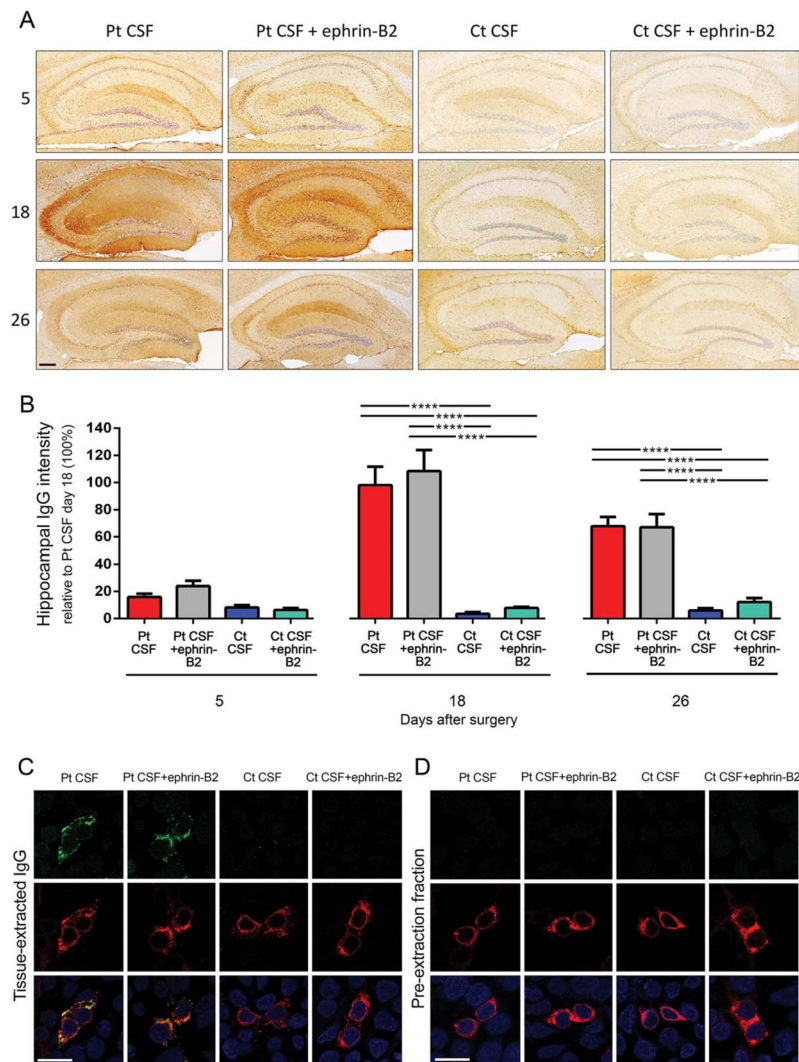 A
Pt CSF
Pt CSF + ephrin-B2
Ct CSF
Ct CSF + ephrin-B2
5
18
26
B
Hippocampal IgG intensity
relative to Pt CSF day 18 (100%)
140
120
100
80
60
40
20
0
****
****
****
****
****
****
****
****
Pt
CSF
Pt CSF
+ephrin-
B2
Ct
CSF
Ct CSF
+ephrin-
B2
Pt
CSF
Pt CSF
+ephrin-
B2
Ct
CSF
Ct CSF
+ephrin-
B2
Pt
CSF
Pt CSF
+ephrin-
B2
Ct
CSF
Ct CSF
+ephrin-
B2
5
18
26
Days after surgery
C
Pt CSF
Pt CSF+ephrin-B2
Ct CSF
Ct CSF+ephrin-B2
Tissue-extracted IgG
D
Pt CSF
Pt CSF+ephrin-B2
Ct CSF
Ct CSF+ephrin-B2
Pre-extraction fraction